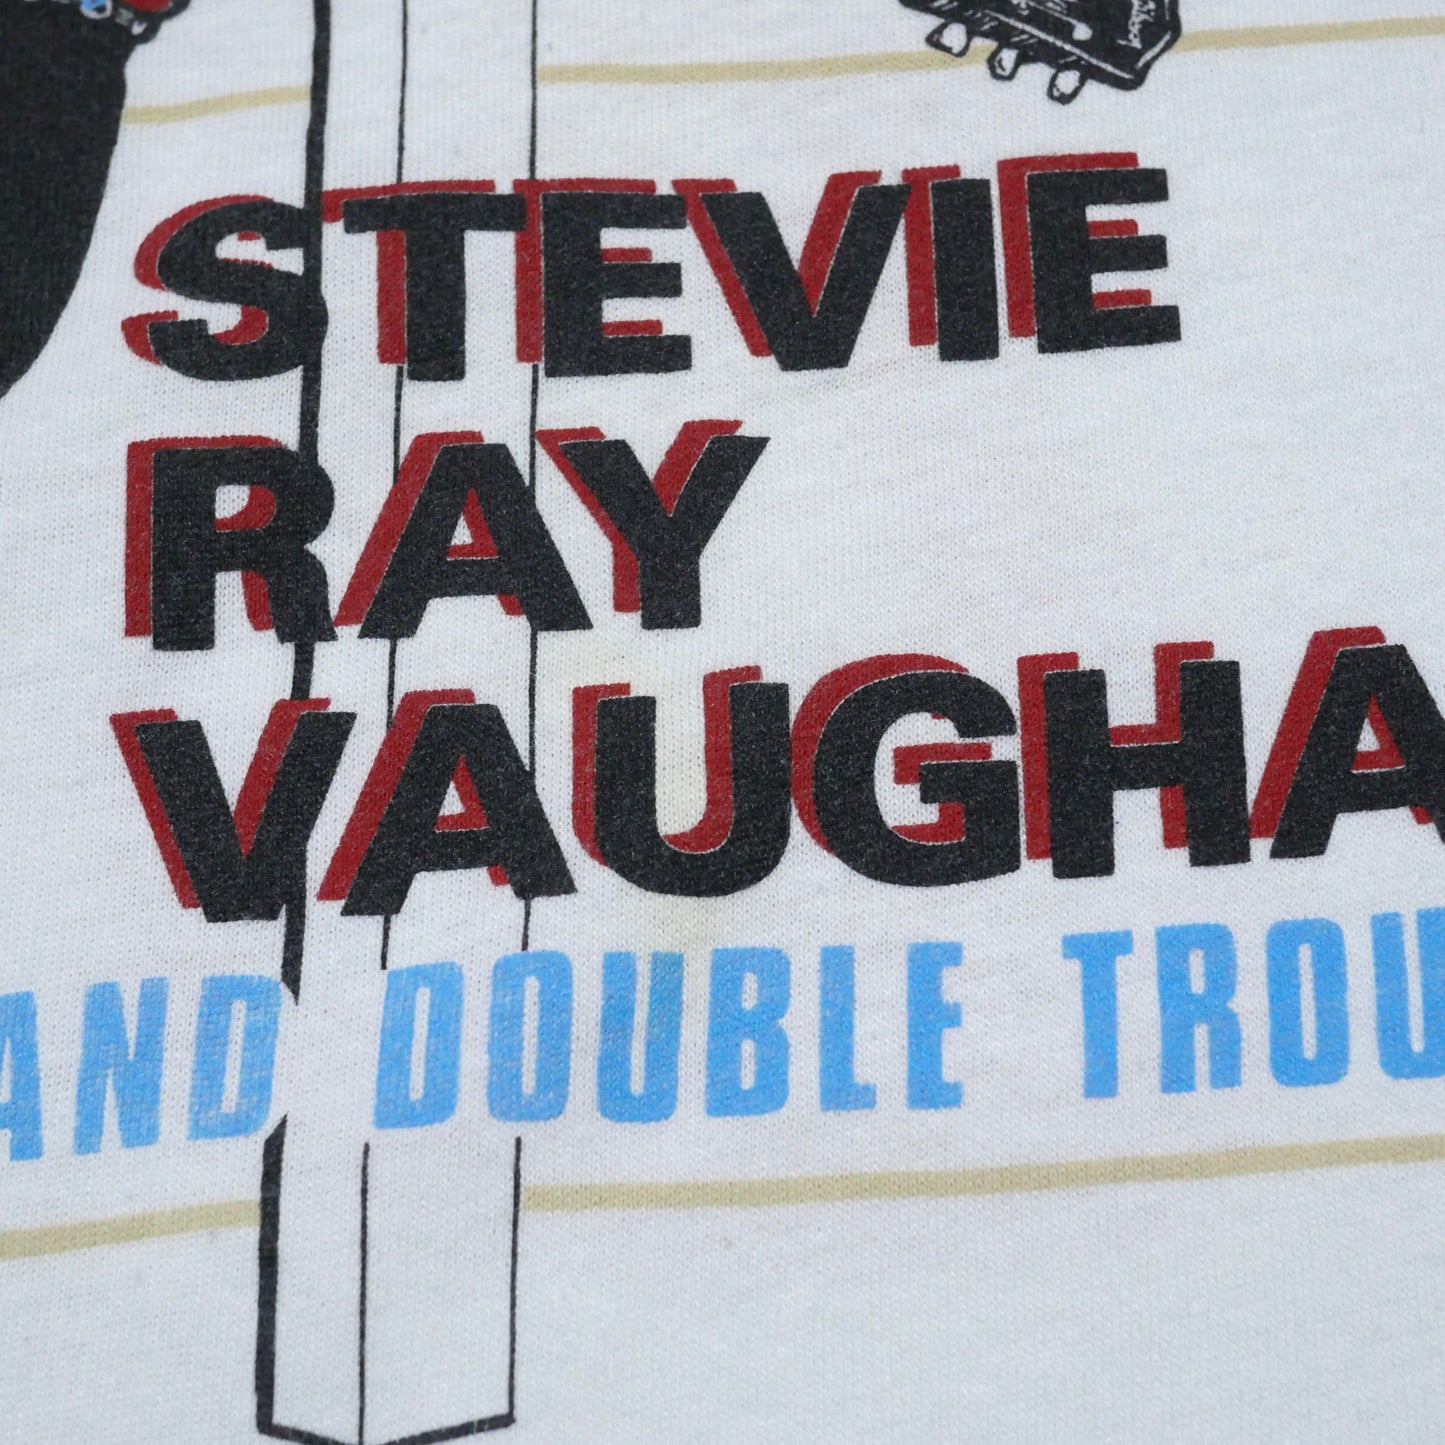 STEVIE
RAY
VAUGHA
AND DOUBLE TROU